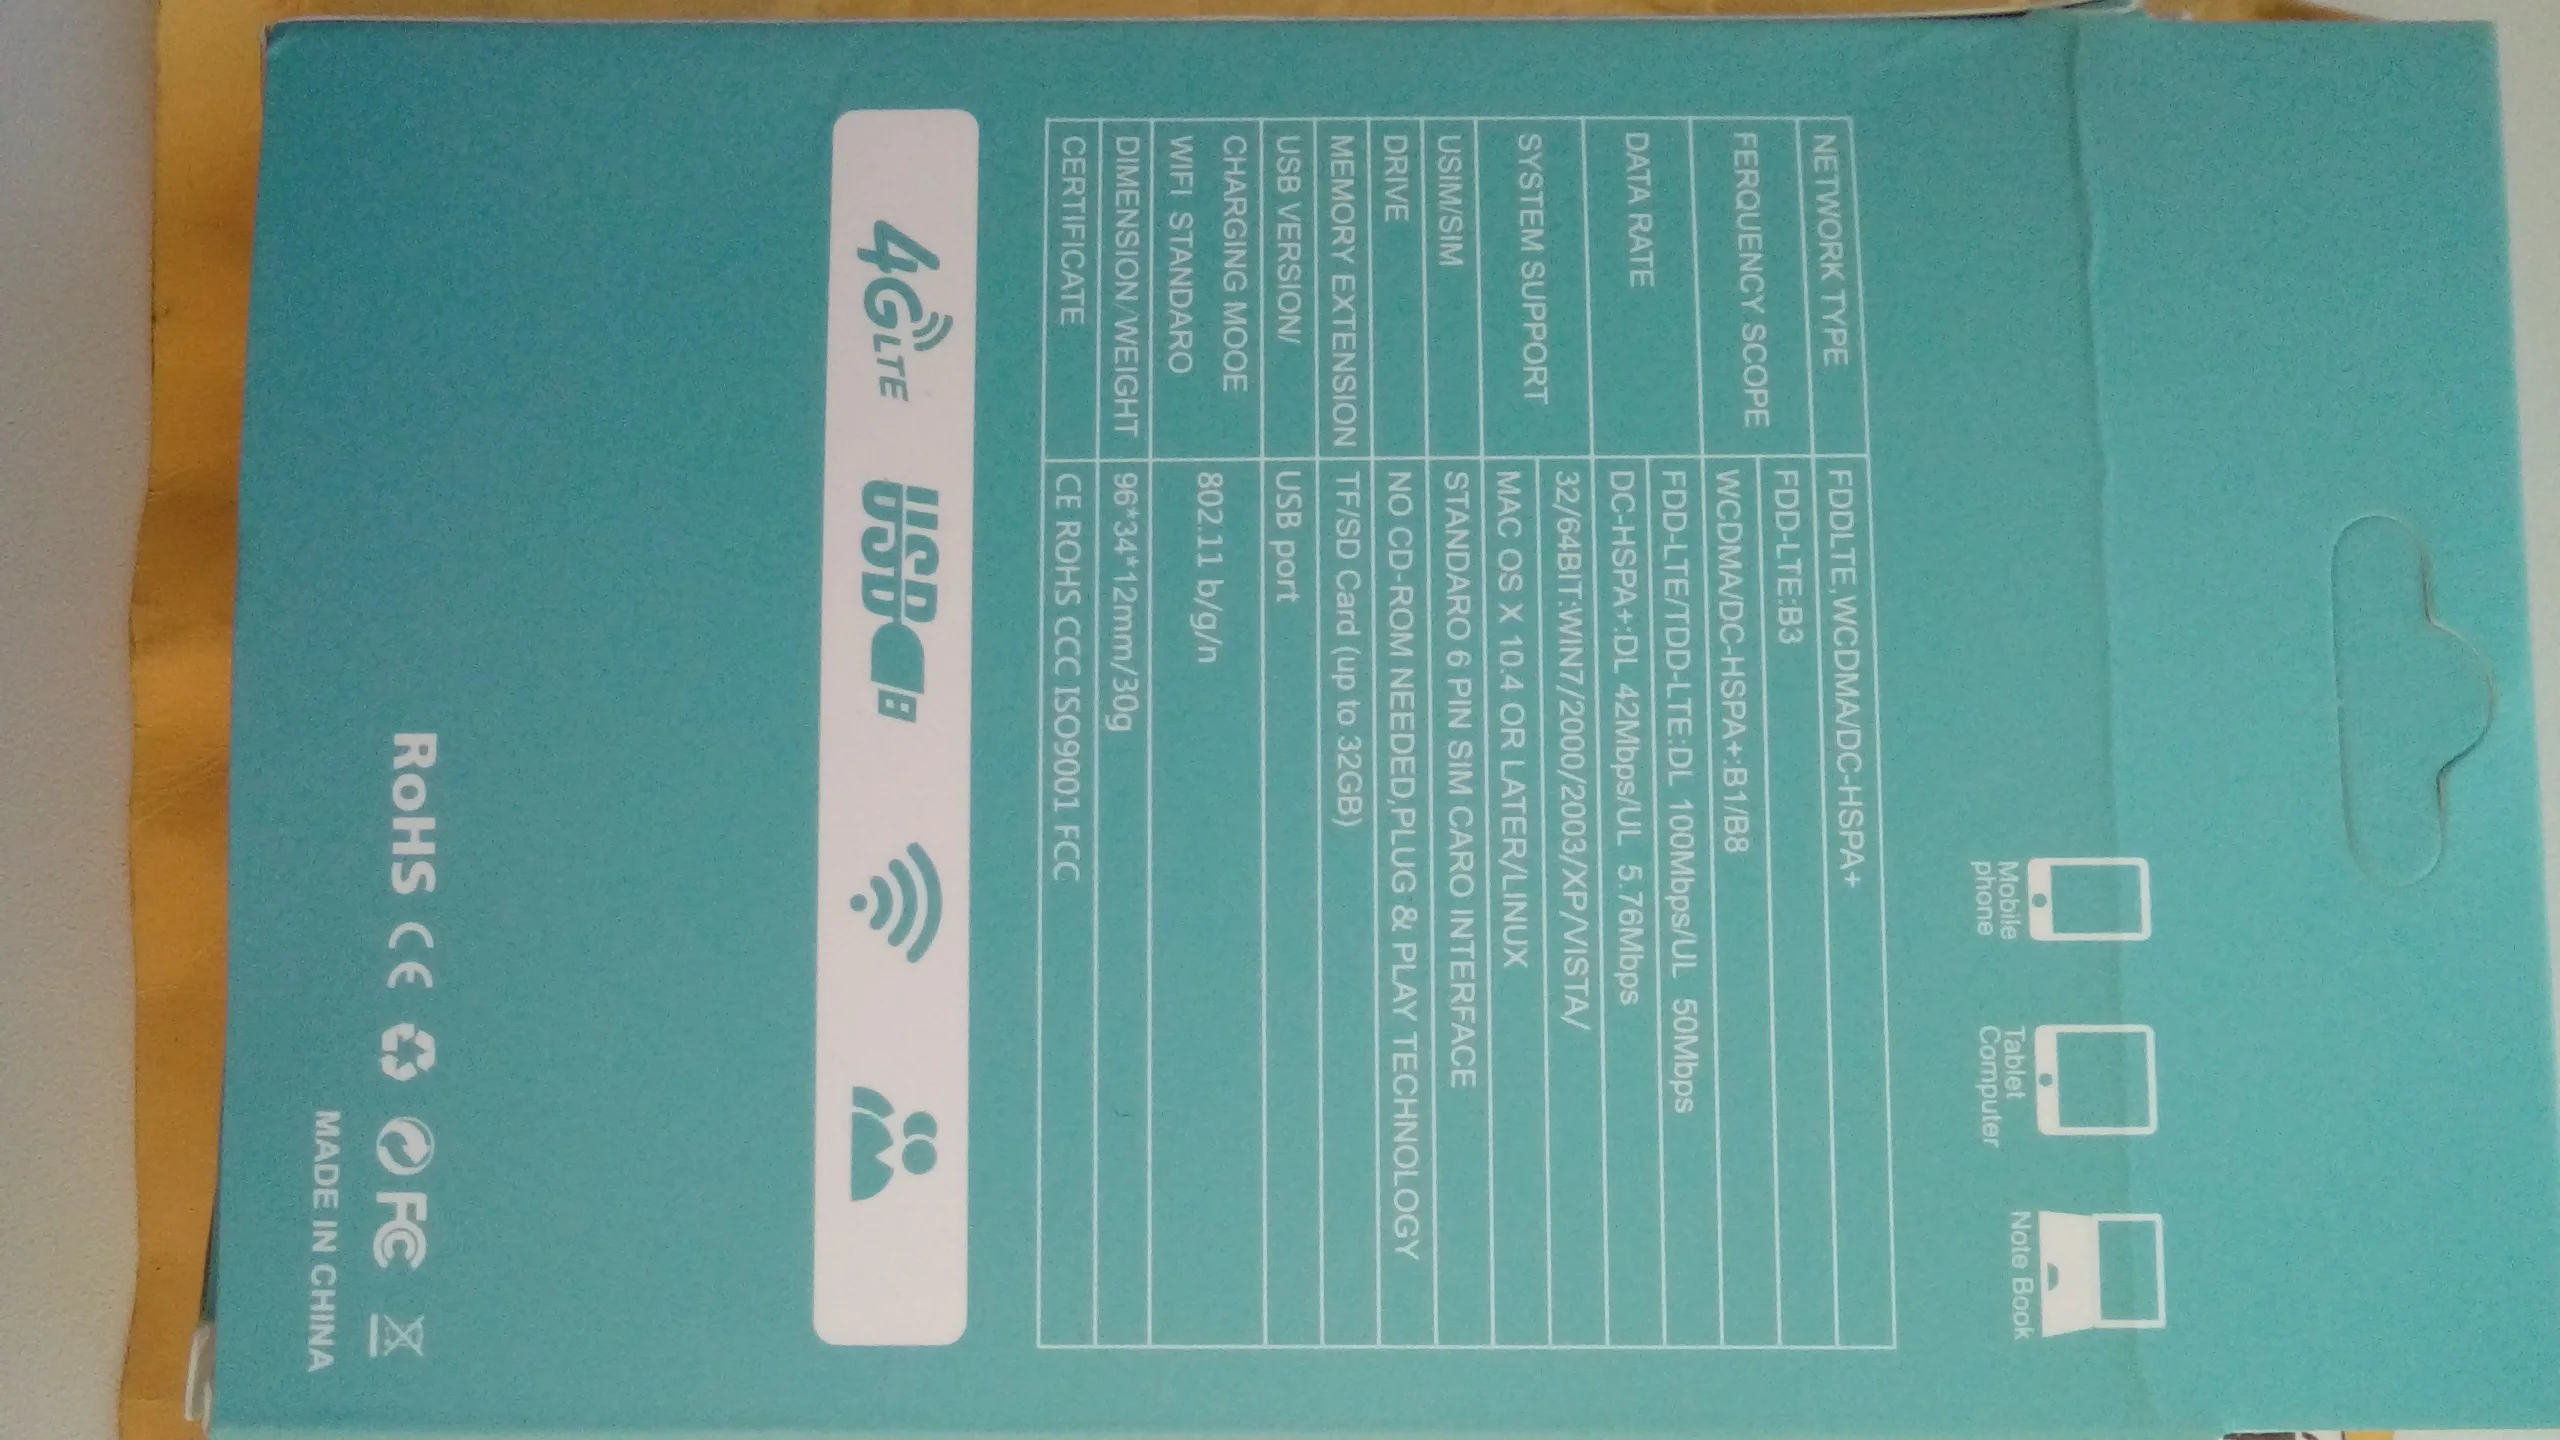 Mobile
phone
Tablet
Computer
Note Book
NETWORK TYPE FDDLTE,WCDMA/DC-HSPA+
FERQUENCY SCOPE FDD-LTE:B3
WCDMA/DC-HSPA+:B1/B8
DATA RATE FDD-LTE/TDD-LTE:DL 100Mbps/UL 50Mbps
DC-HSPA+:DL 42Mbps/UL 5.76Mbps
SYSTEM SUPPORT 32/64BIT:WIN7/2000/2003/XP/VISTA/
MAC OS X 10.4 OR LATER/LINUX
USIM/SIM STANDARO 6 PIN SIM CARO INTERFACE
DRIVE NO CD-ROM NEEDED,PLUG & PLAY TECHNOLOGY
MEMORY EXTENSION TF/SD Card (up to 32GB)
USB VERSION/ USB port
CHARGING MOOE
WIFI STANDARO 802.11 b/g/n
DIMENSION/WEIGHT 96*34*12mm/30g
CERTIFICATE CE ROHS CCC ISO9001 FCC
4G LTE USB
RoHS CE FC
MADE IN CHINA